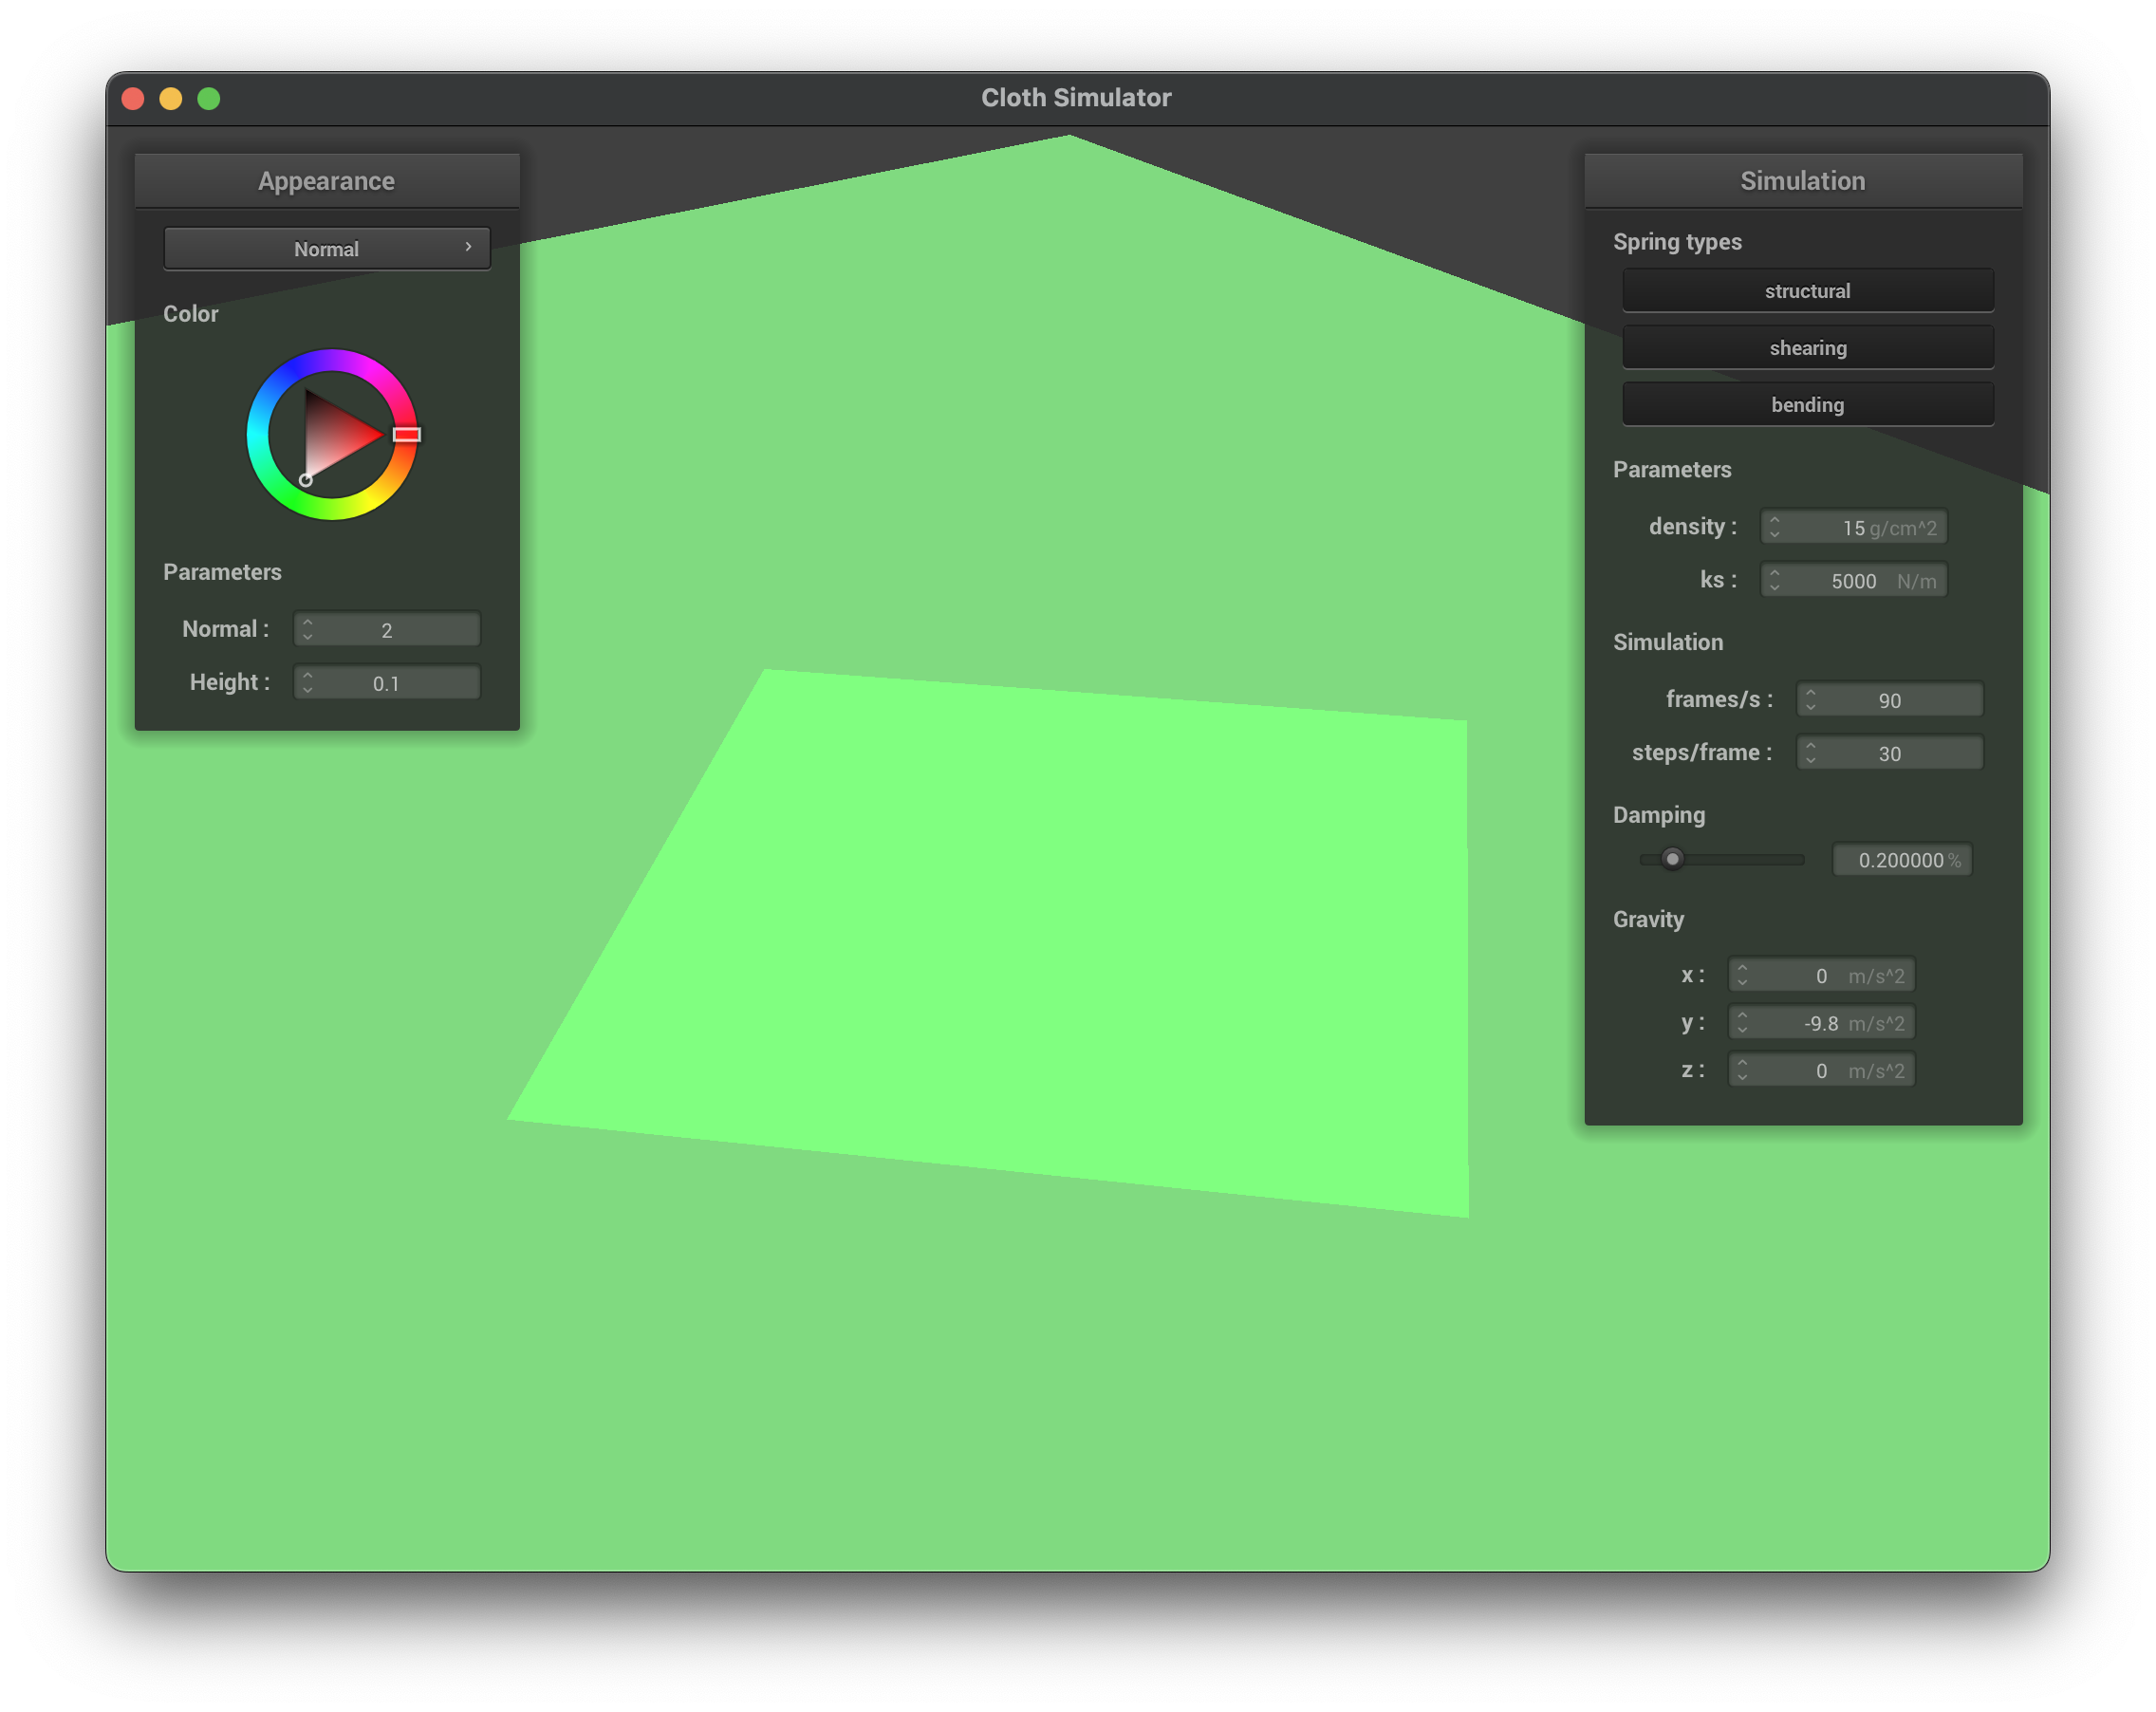 Cloth Simulator
Appearance
Normal
Color
Parameters
Normal : 2
Height : 0.1
Simulation
Spring types
structural
shearing
bending
Parameters
density : 15 g/cm^2
ks : 5000 N/m
Simulation
frames/s : 90
steps/frame : 30
Damping
0.200000 %
Gravity
x : 0 m/s^2
y : -9.8 m/s^2
z : 0 m/s^2